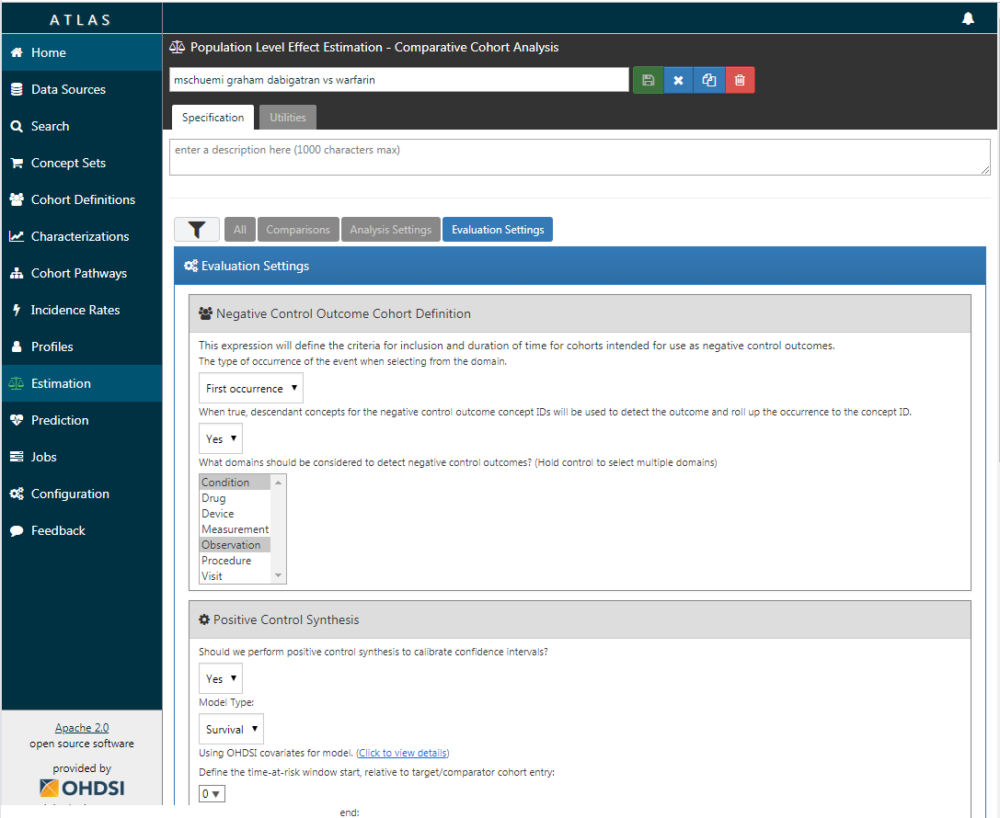 ATLAS
Home
Data Sources
Search
Concept Sets
Cohort Definitions
Characterizations
Cohort Pathways
Incidence Rates
Profiles
Estimation
Prediction
Jobs
Configuration
Feedback
Apache 2.0
open source software
provided by
OHDSI
Population Level Effect Estimation - Comparative Cohort Analysis
mschuemi graham dabigatran vs warfarin
Specification Utilities
enter a description here (1000 characters max)
All Comparisons Analysis Settings Evaluation Settings
Evaluation Settings
Negative Control Outcome Cohort Definition
This expression will define the criteria for inclusion and duration of time for cohorts intended for use as negative control outcomes.
The type of occurrence of the event when selecting from the domain.
First occurrence
When true, descendant concepts for the negative control outcome concept IDs will be used to detect the outcome and roll up the occurrence to the concept ID.
Yes
What domains should be considered to detect negative control outcomes? (Hold control to select multiple domains)
Condition
Drug
Device
Measurement
Observation
Procedure
Visit
Positive Control Synthesis
Should we perform positive control synthesis to calibrate confidence intervals?
Yes
Model Type:
Survival
Using OHDSI covariates for model. (Click to view details)
Define the time-at-risk window start, relative to target/comparator cohort entry:
0
end: